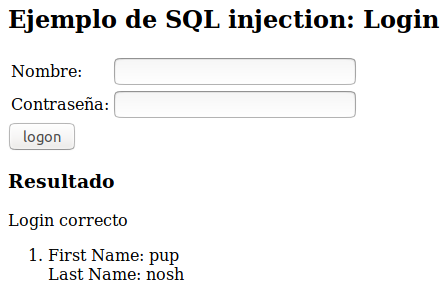 Ejemplo de SQL injection: Login
Nombre:
Contraseña:
logon
Resultado
Login correcto
1. First Name: pup
Last Name: nosh